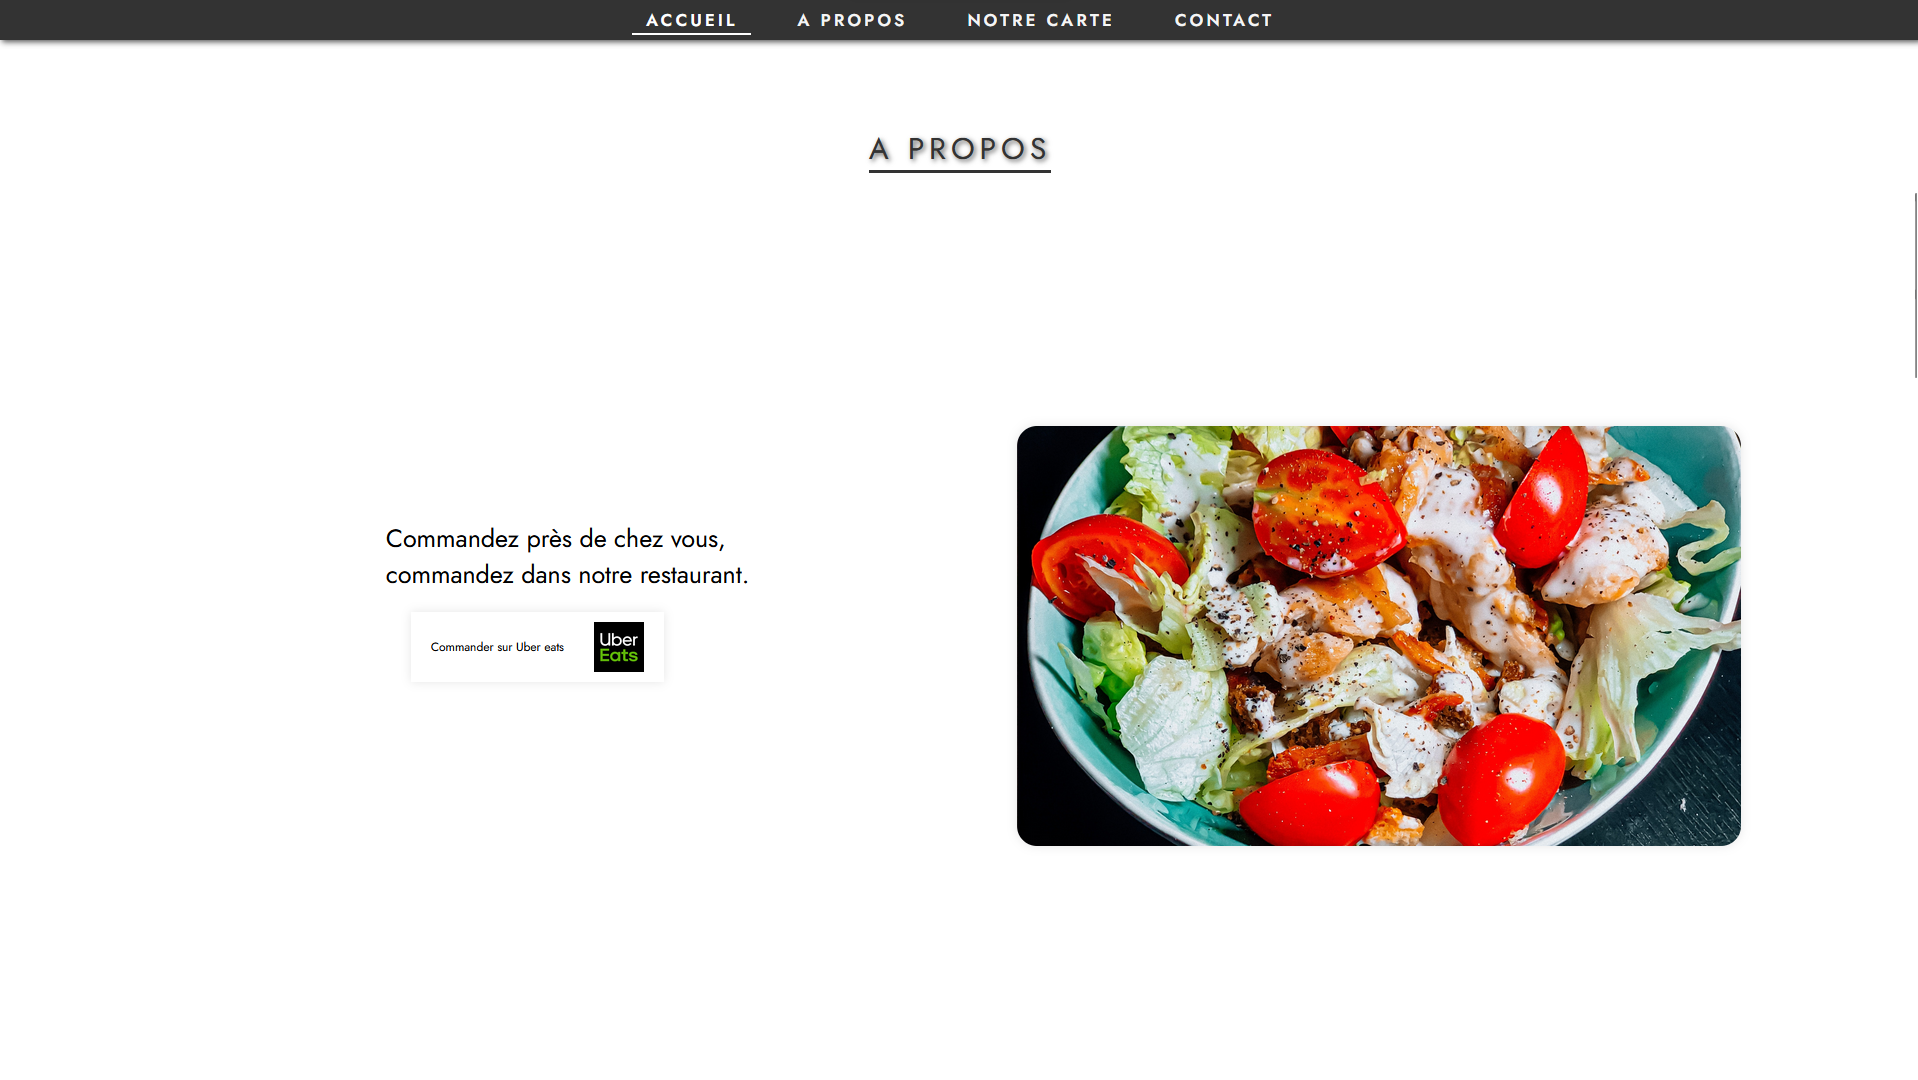 ACCUEIL A PROPOS NOTRE CARTE CONTACT
A PROPOS
Commandez près de chez vous,
commandez dans notre restaurant.
Commander sur Uber eats
Uber
Eats